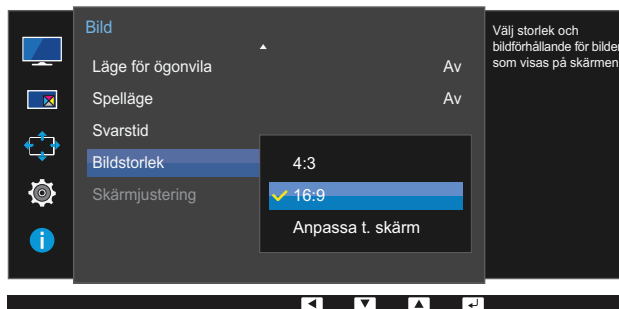 Bild
Läge för ögonvila Av
Spelläge Av
Svarstid
Bildstorlek
Skärmjustering
4:3
16:9
Anpassa t. skärm
Välj storlek och
bildförhållande för bilden
som visas på skärmen